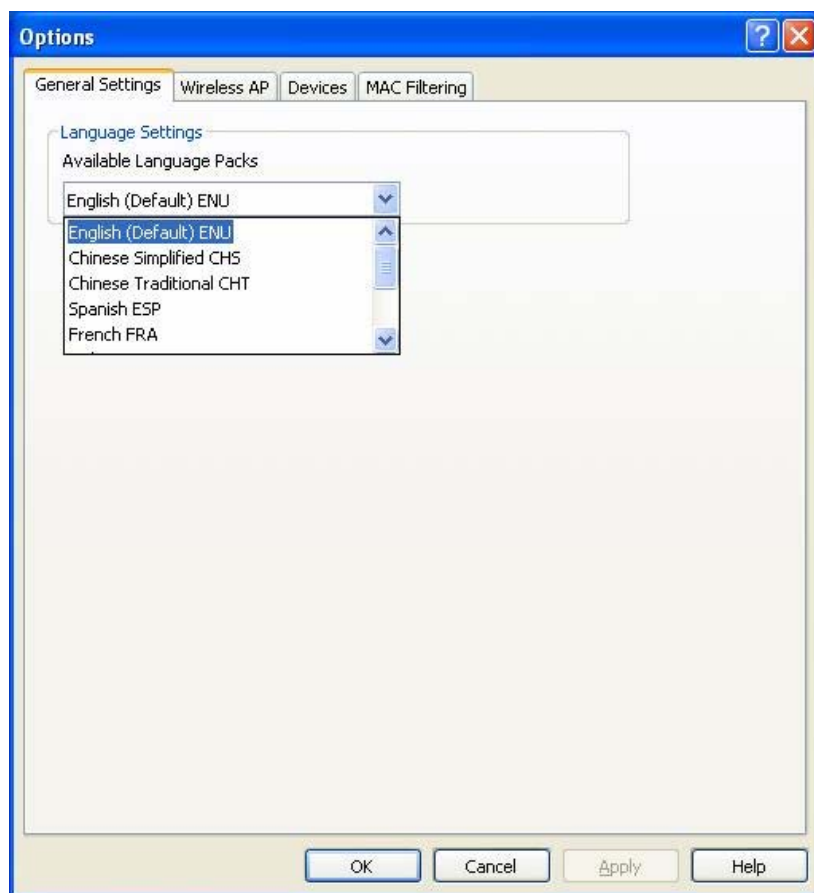 Options
General Settings Wireless AP Devices MAC Filtering
Language Settings
Available Language Packs
English (Default) ENU
English (Default) ENU
Chinese Simplified CHS
Chinese Traditional CHT
Spanish ESP
French FRA
OK Cancel Apply Help